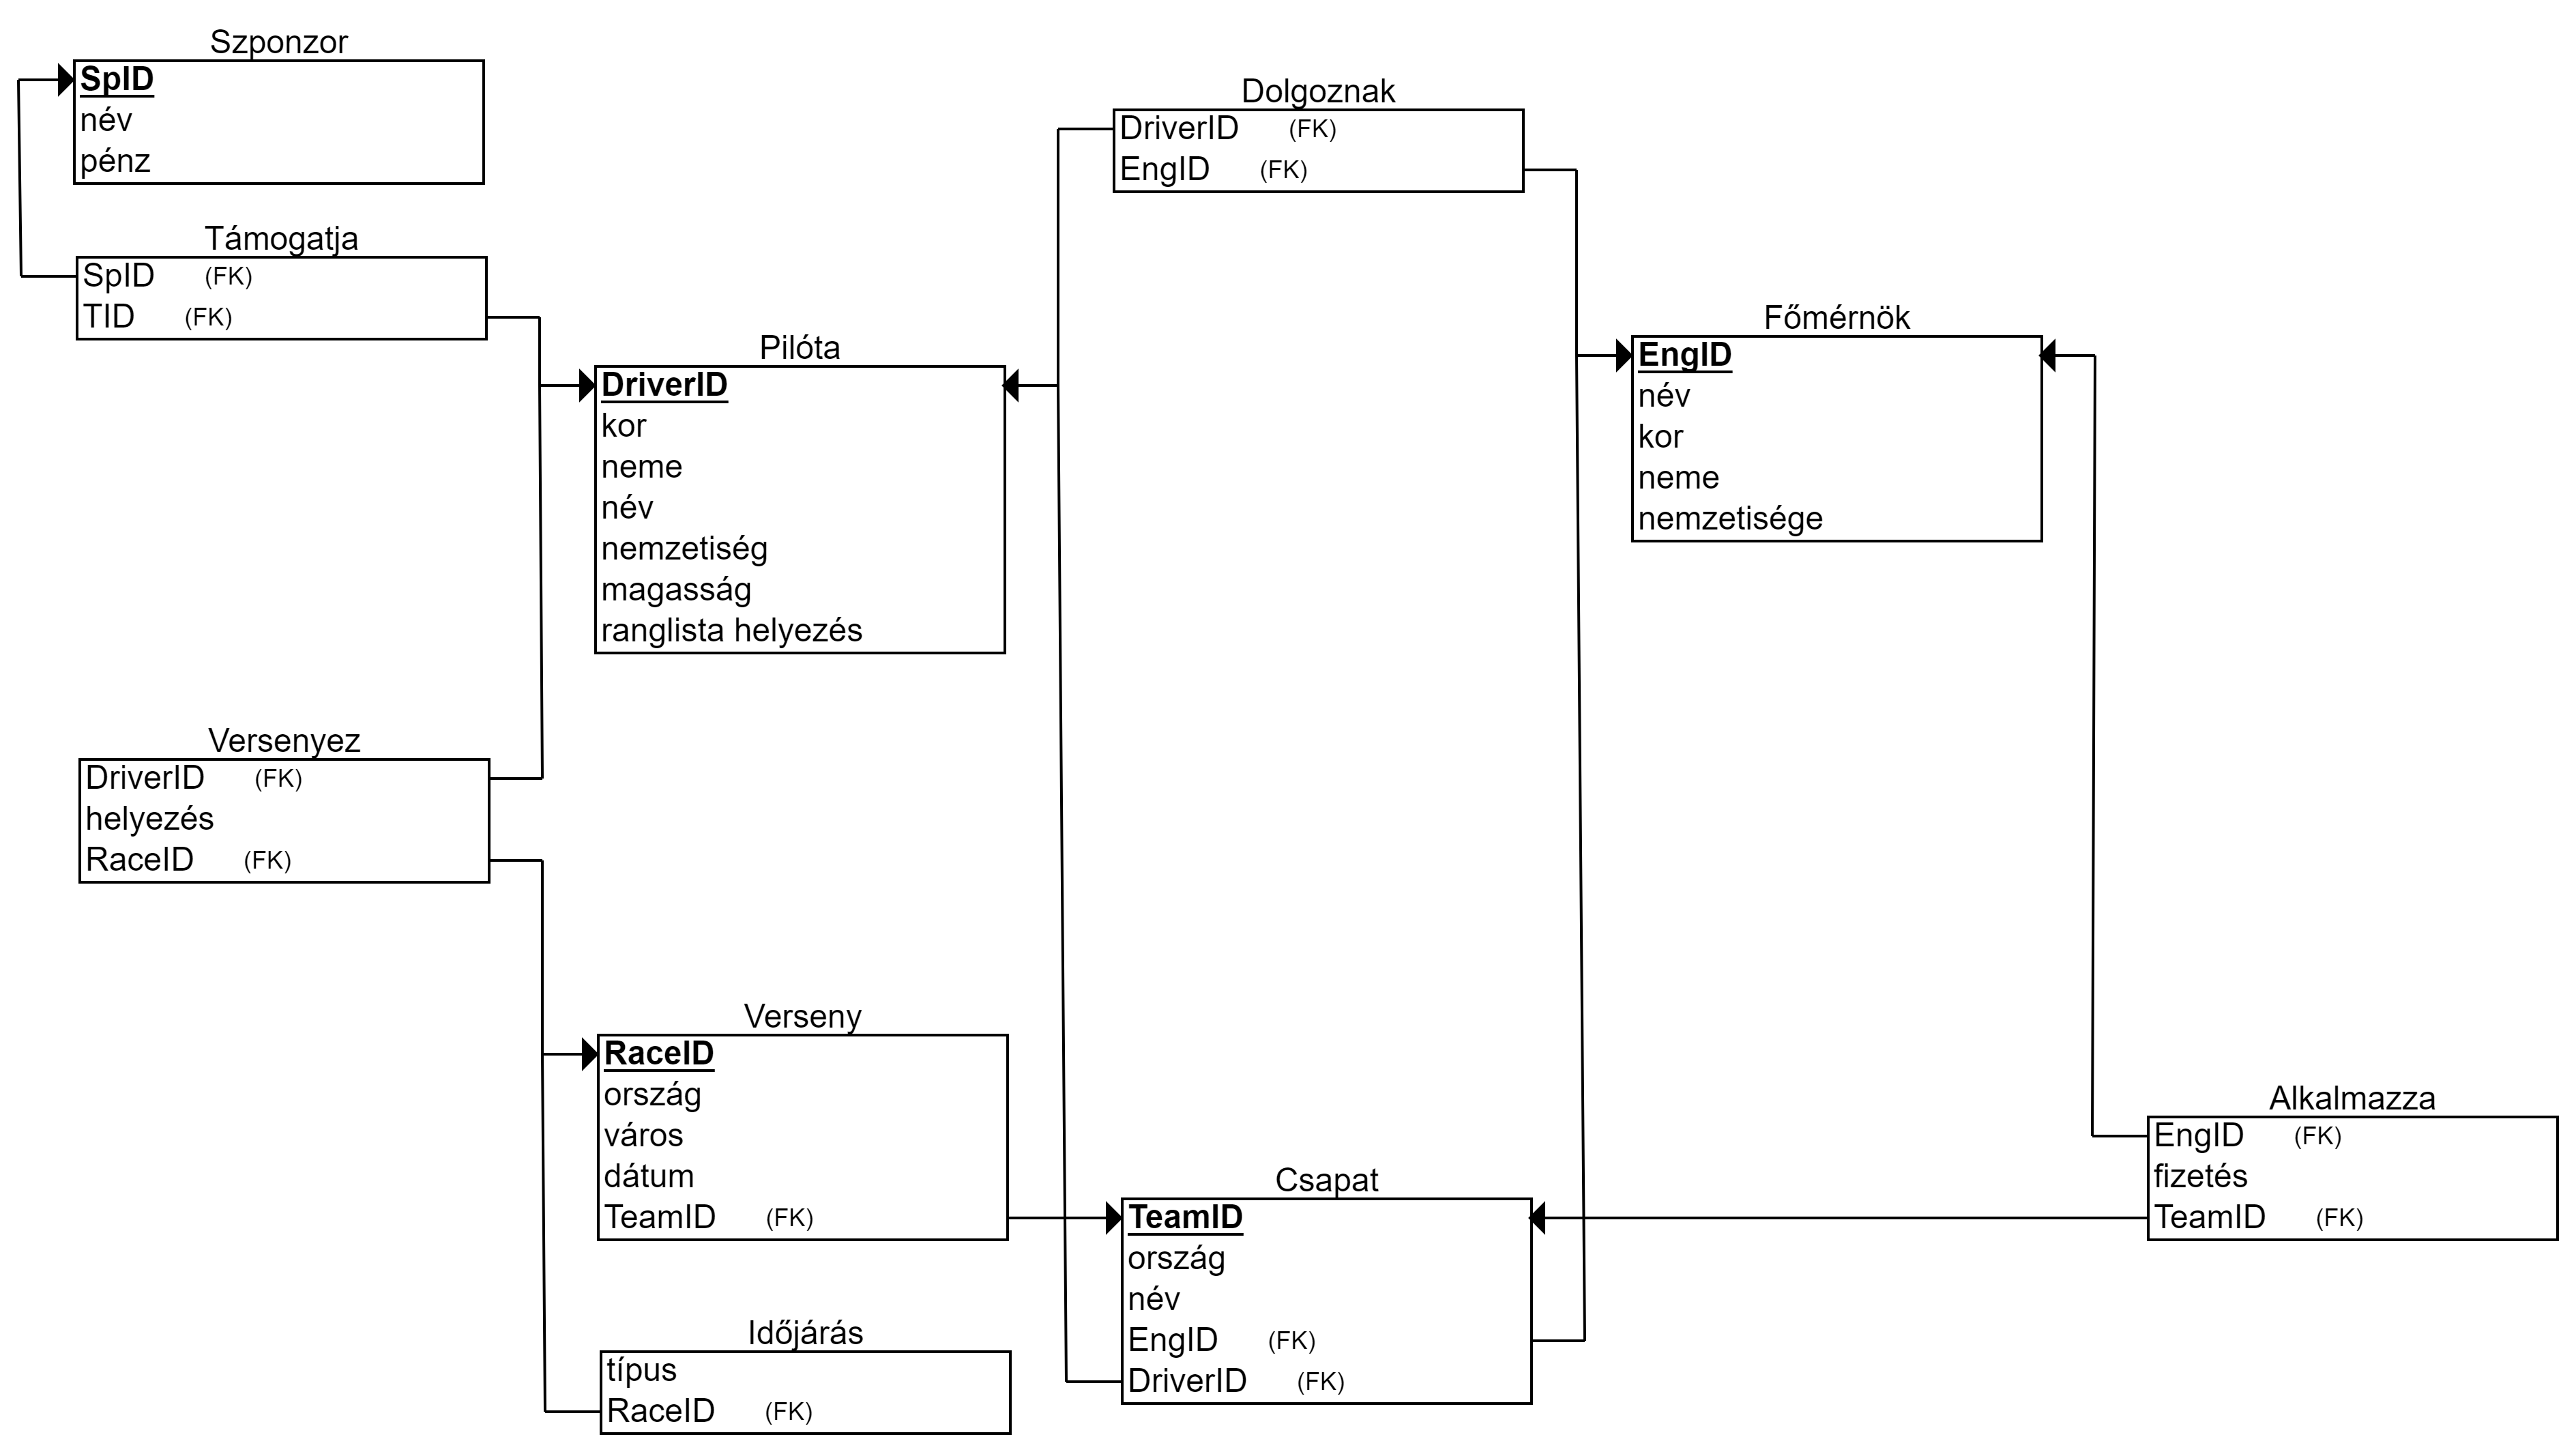 Szponzor
SpID
név
pénz
Támogatja
SpID (FK)
TID (FK)
Dolgoznak
DriverID (FK)
EngID (FK)
Pilóta
DriverID
kor
neme
név
nemzetiség
magasság
ranglista helyezés
Főmérnök
EngID
név
kor
neme
nemzetisége
Versenyez
DriverID (FK)
helyezés
RaceID (FK)
Verseny
RaceID
ország
város
dátum
TeamID (FK)
Csapat
TeamID
ország
név
EngID (FK)
DriverID (FK)
Alkalmazza
EngID (FK)
fizetés
TeamID (FK)
Időjárás
típus
RaceID (FK)